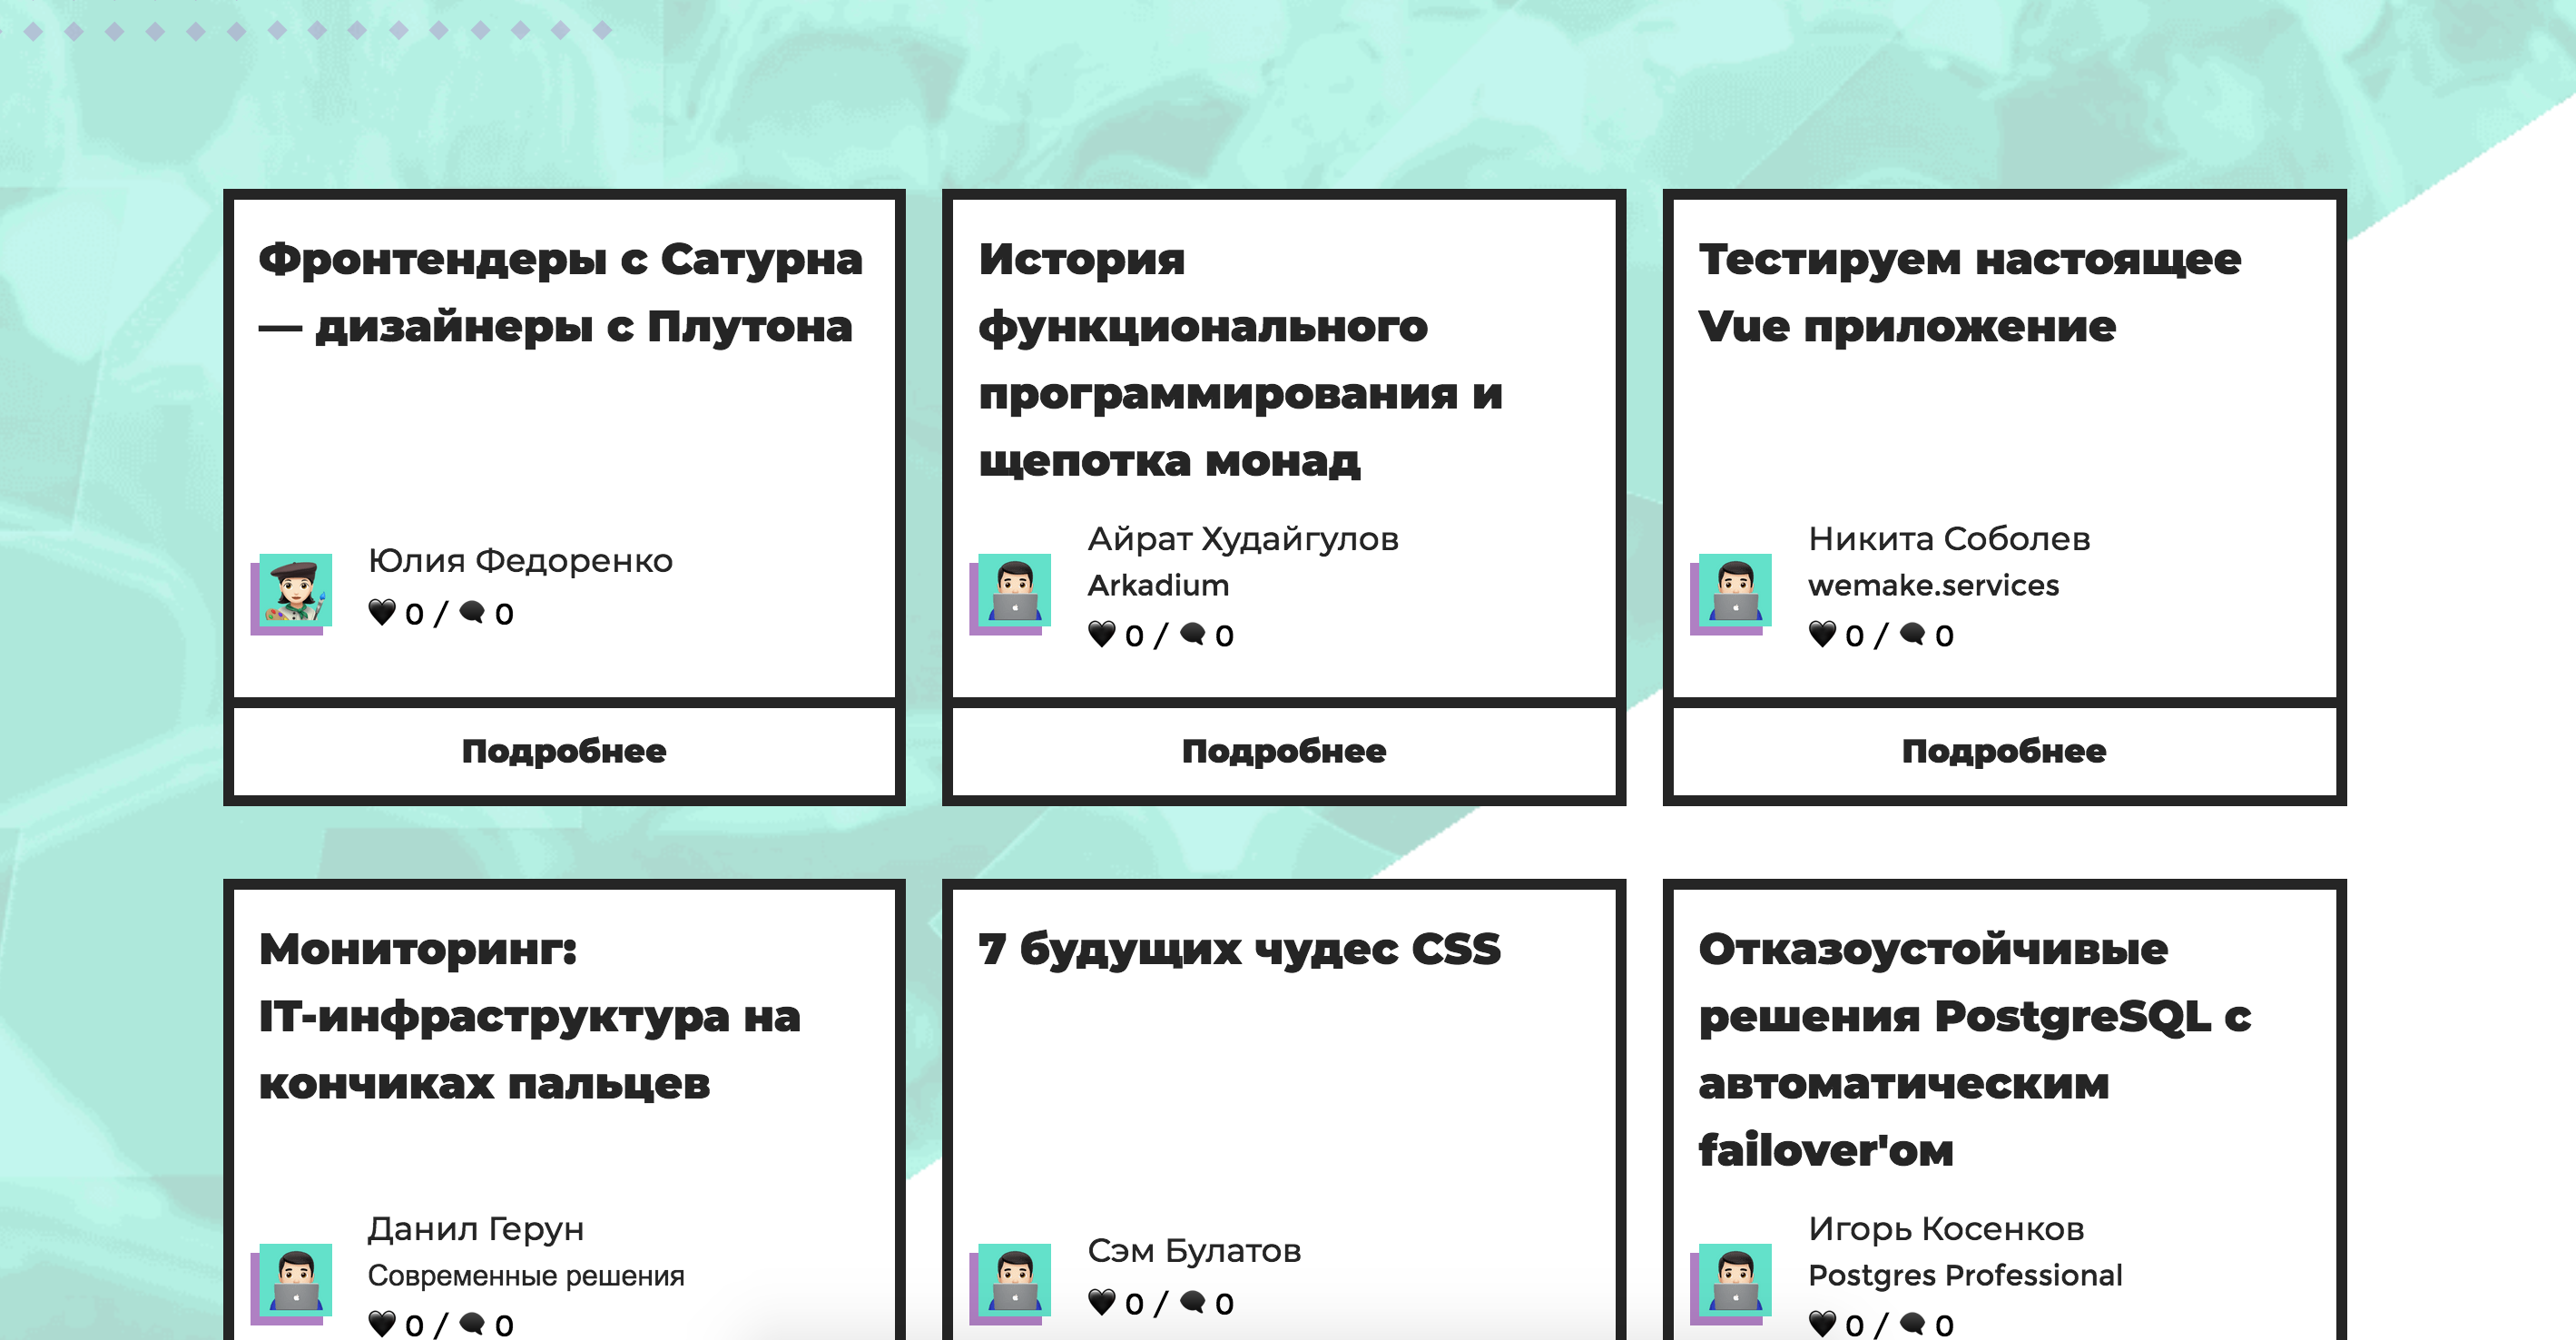 Фронтендеры с Сатурна
— дизайнеры с Плутона
Юлия Федоренко
🖤 0 / 🗨 0
Подробнее
История
функционального
программирования и
щепотка монад
Айрат Худайгулов
Arkadium
🖤 0 / 🗨 0
Подробнее
Тестируем настоящее
Vue приложение
Никита Соболев
wemake.services
🖤 0 / 🗨 0
Подробнее
Мониторинг:
IT-инфраструктура на
кончиках пальцев
Данил Герун
Современные решения
🖤 0 / 🗨 0
7 будущих чудес CSS
Сэм Булатов
🖤 0 / 🗨 0
Отказоустойчивые
решения PostgreSQL с
автоматическим
failover'ом
Игорь Косенков
Postgres Professional
🖤 0 / 🗨 0